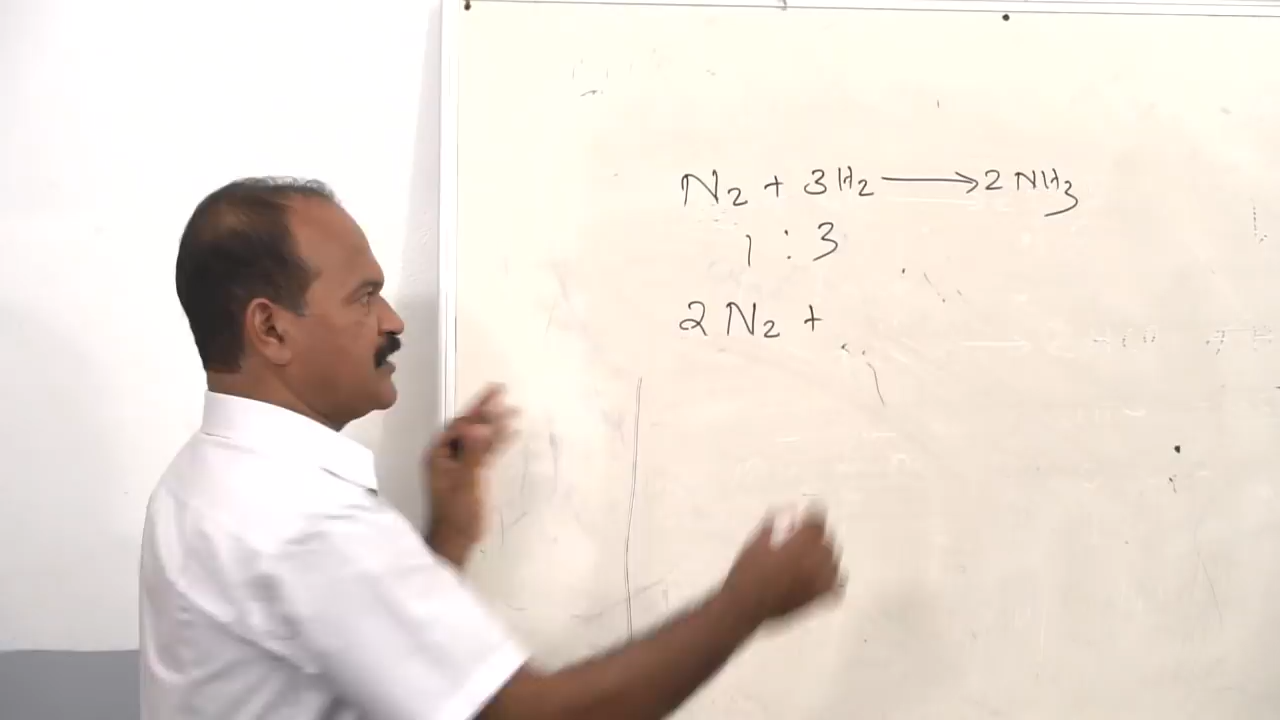 N₂ + 3H₂ ⟶ 2NH₃
1 : 3
2N₂ +